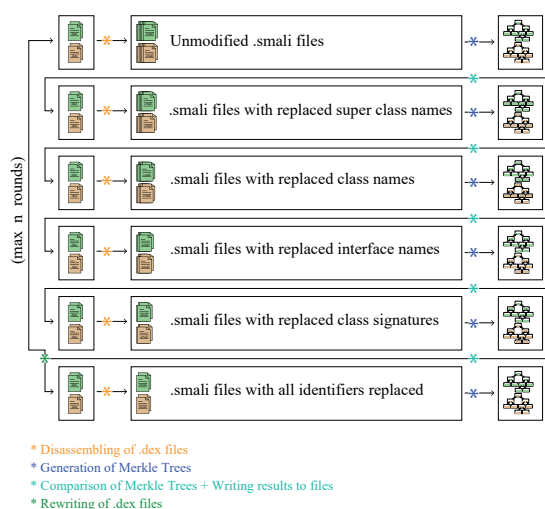 Unmodified .smali files
.smali files with replaced super class names
.smali files with replaced class names
.smali files with replaced interface names
.smali files with replaced class signatures
.smali files with all identifiers replaced
(max n rounds)
* Disassembling of .dex files
* Generation of Merkle Trees
* Comparison of Merkle Trees + Writing results to files
* Rewriting of .dex files